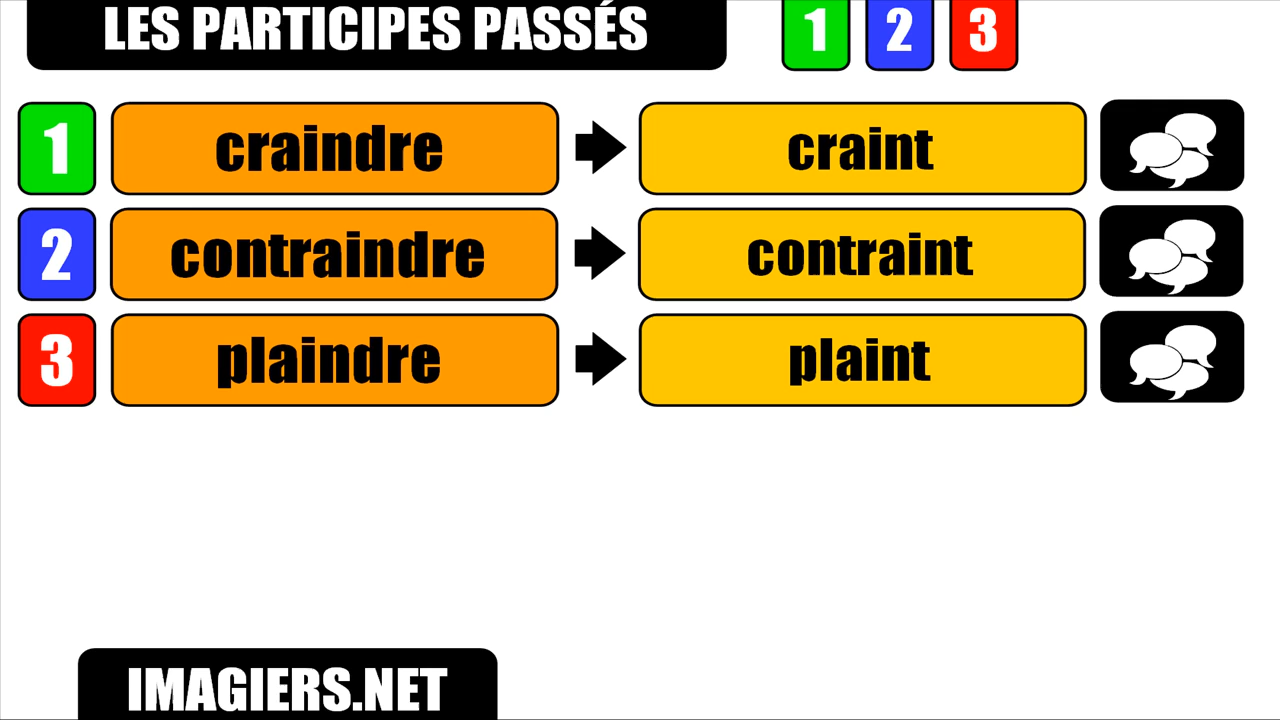 LES PARTICIPES PASSÉS 1 2 3
1 craindre craint
2 contraindre contraint
3 plaindre plaint
IMAGIERS.NET